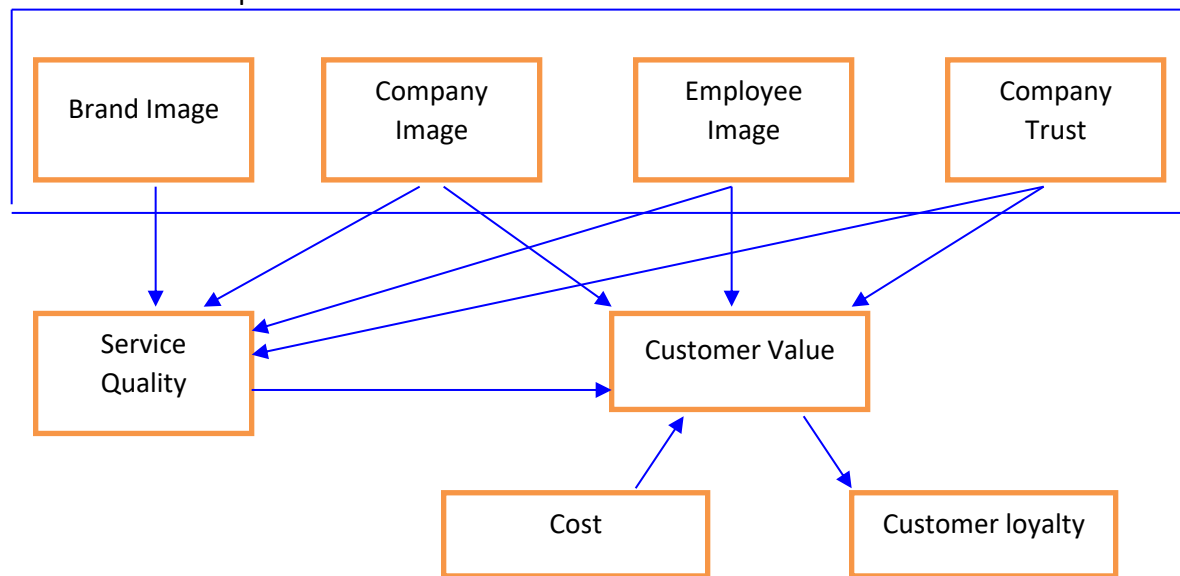 Brand Image
Company
Image
Employee
Image
Company
Trust
Service
Quality
Customer Value
Cost
Customer loyalty